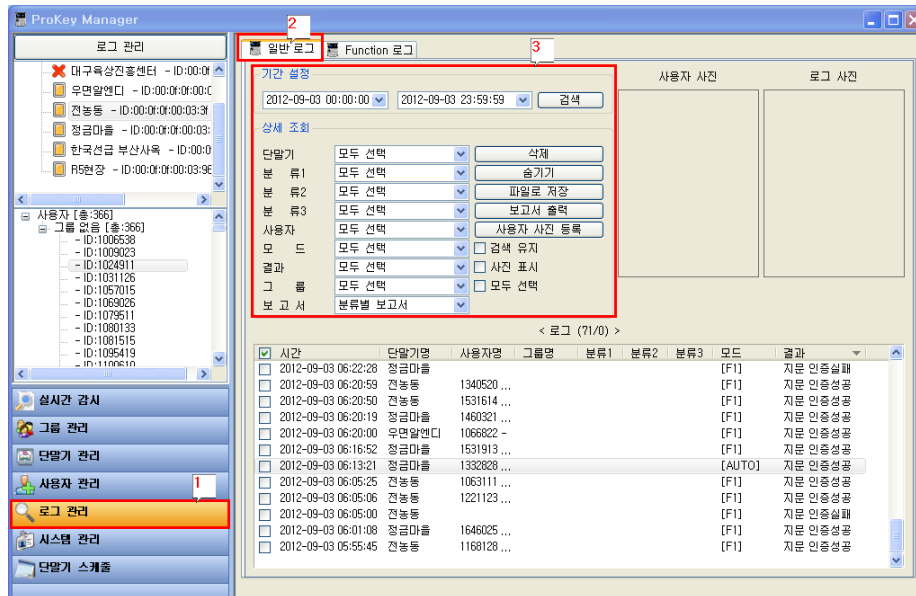 ProKey Manager
2
로그 관리
대구육상진흥센터 - ID:00:0f
우면알엔디 - ID:00:0f:0f:00:0
전농동 - ID:00:0f:0f:00:03:3f
정금마을 - ID:00:0f:0f:00:03:
한국선급 부산사옥 - ID:00:0
R5현장 - ID:00:0f:0f:00:03:96
사용자 [총:366]
그룹 없음 [총:366]
- ID:1006538
- ID:1009023
- ID:1024911
- ID:1031126
- ID:1057015
- ID:1069026
- ID:1079511
- ID:1080133
- ID:1081515
- ID:1095419
- ID:1100610
실시간 감시
그룹 관리
단말기 관리
사용자 관리
1
로그 관리
시스템 관리
단말기 스케줄
일반 로그
Function 로그
3
기간 설정
2012-09-03 00:00:00
2012-09-03 23:59:59
검색
상세 조회
단말기 모두 선택 삭제
분 류1 모두 선택 숨기기
분 류2 모두 선택 파일로 저장
분 류3 모두 선택 보고서 출력
사용자 모두 선택 사용자 사진 등록
모 드 모두 선택 검색 유지
결과 모두 선택 사진 표시
그 룹 모두 선택 모두 선택
보 고 서 분류별 보고서
사용자 사진
로그 사진
< 로그 (71/0) >
시간 단말기명 사용자명 그룹명 분류1 분류2 분류3 모드 결과
2012-09-03 06:22:28 정금마을 [F1] 지문 인증실패
2012-09-03 06:20:59 전농동 1340520 ... [F1] 지문 인증성공
2012-09-03 06:20:50 전농동 1531614 ... [F1] 지문 인증성공
2012-09-03 06:20:19 정금마을 1460321 ... [F1] 지문 인증성공
2012-09-03 06:20:00 우면알엔디 1066822 - [F1] 지문 인증성공
2012-09-03 06:16:52 전농동 1531913 ... [F1] 지문 인증성공
2012-09-03 06:13:21 정금마을 1332828 ... [AUTO] 지문 인증성공
2012-09-03 06:05:25 전농동 1063111 ... [F1] 지문 인증성공
2012-09-03 06:05:06 전농동 1221123 ... [F1] 지문 인증성공
2012-09-03 06:05:00 전농동 [F1] 지문 인증실패
2012-09-03 06:01:08 정금마을 1646025 ... [F1] 지문 인증성공
2012-09-03 05:55:45 전농동 1168128 ... [F1] 지문 인증성공